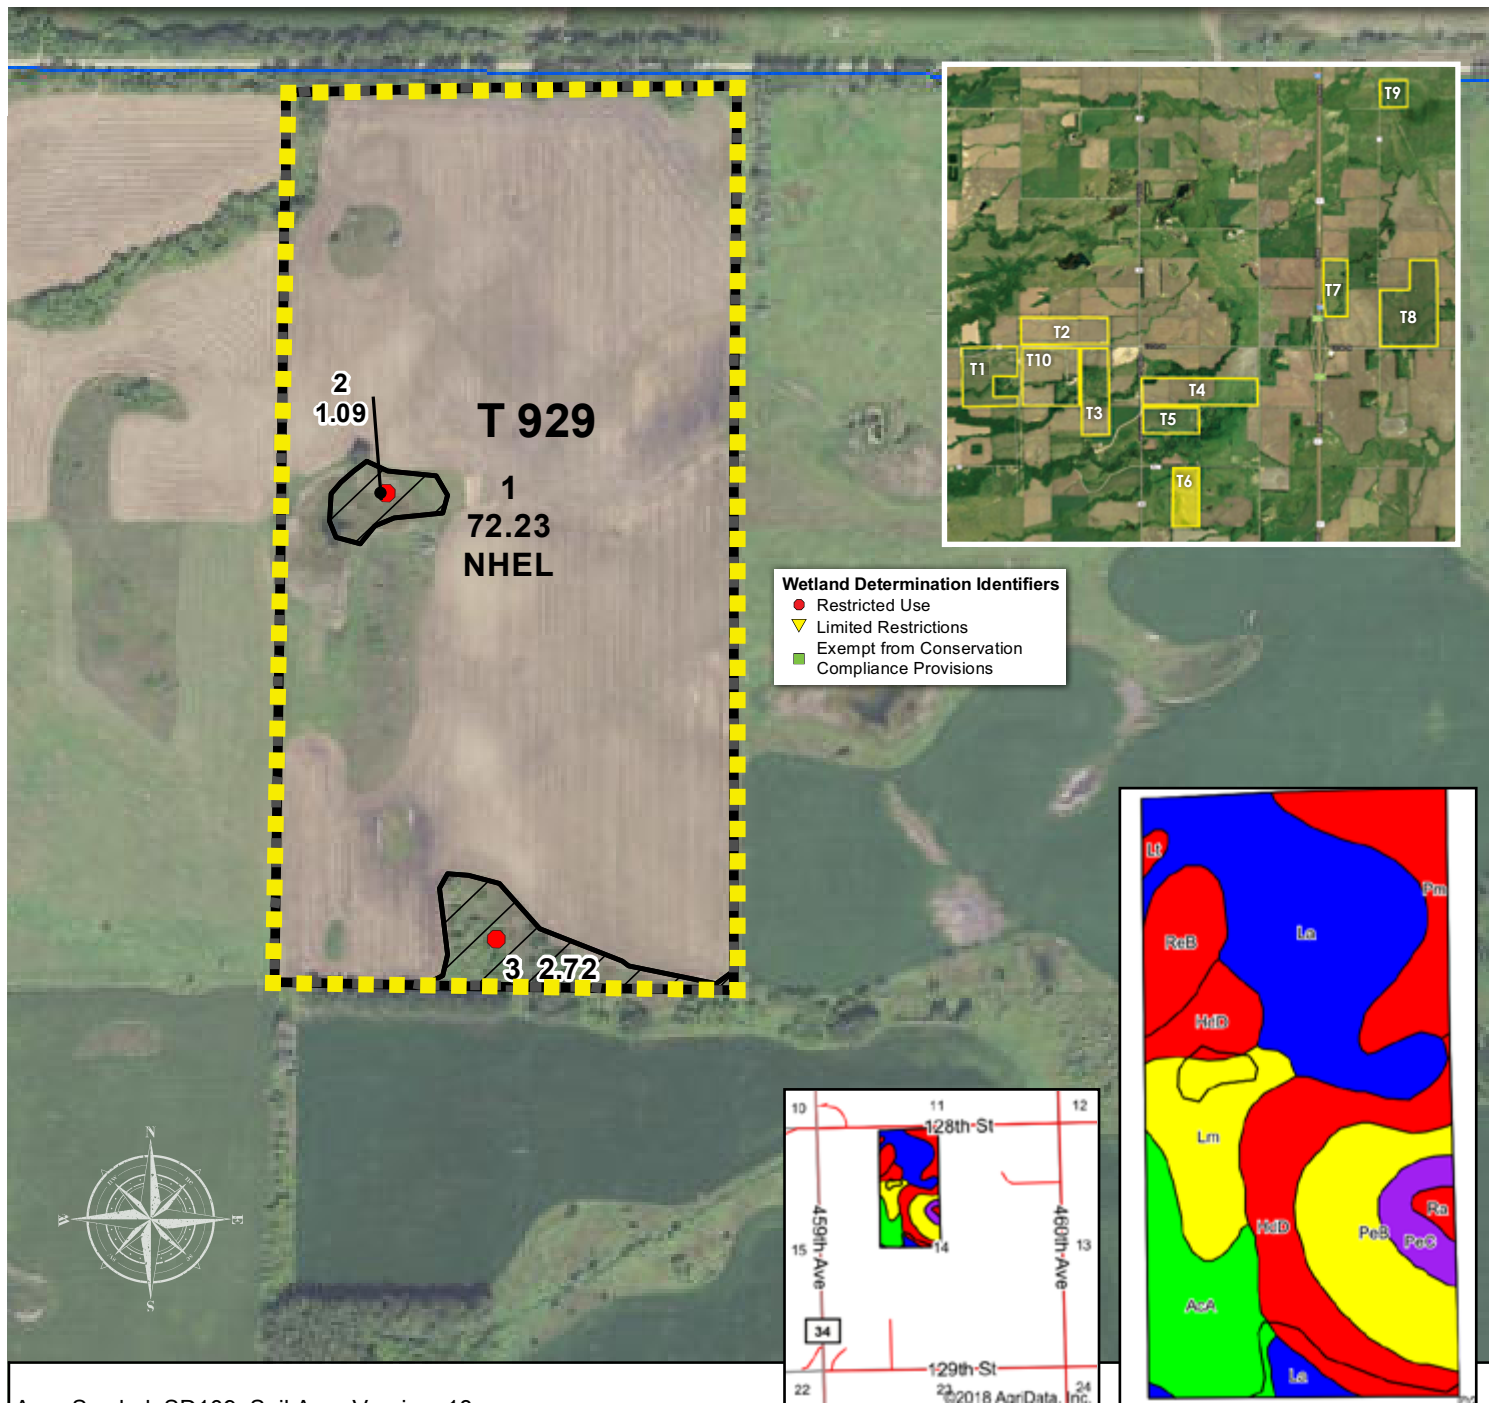 T9
T7
T8
T2
T1
T10
T4
T3
T5
T6
2
1.09
T 929
1
72.23
NHEL
Wetland Determination Identifiers
Restricted Use
Limited Restrictions
Exempt from Conservation
Compliance Provisions
3 2.72
Lt
Pm
ReB
La
HdD
Lm
HdD
PeB
PeC
Ra
AcA
La
10
11
12
128th St
459th Ave
460th Ave
15
14
13
34
129th St
22
23
24
©2018 AgriData, Inc.
N
E
S
W